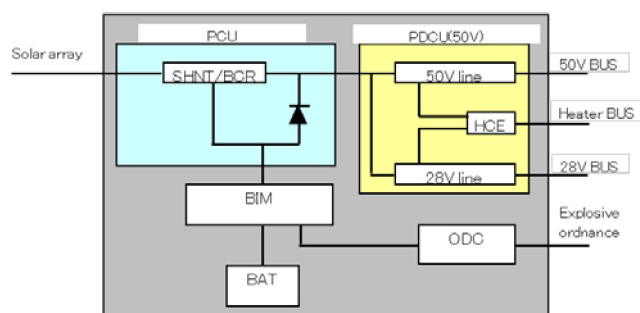 PCU
PDCU(50V)
Solar array
SHNT/BCR
50V line
50V BUS
HCE
Heater BUS
28V line
28V BUS
BIM
Explosive
ordnance
ODC
BAT